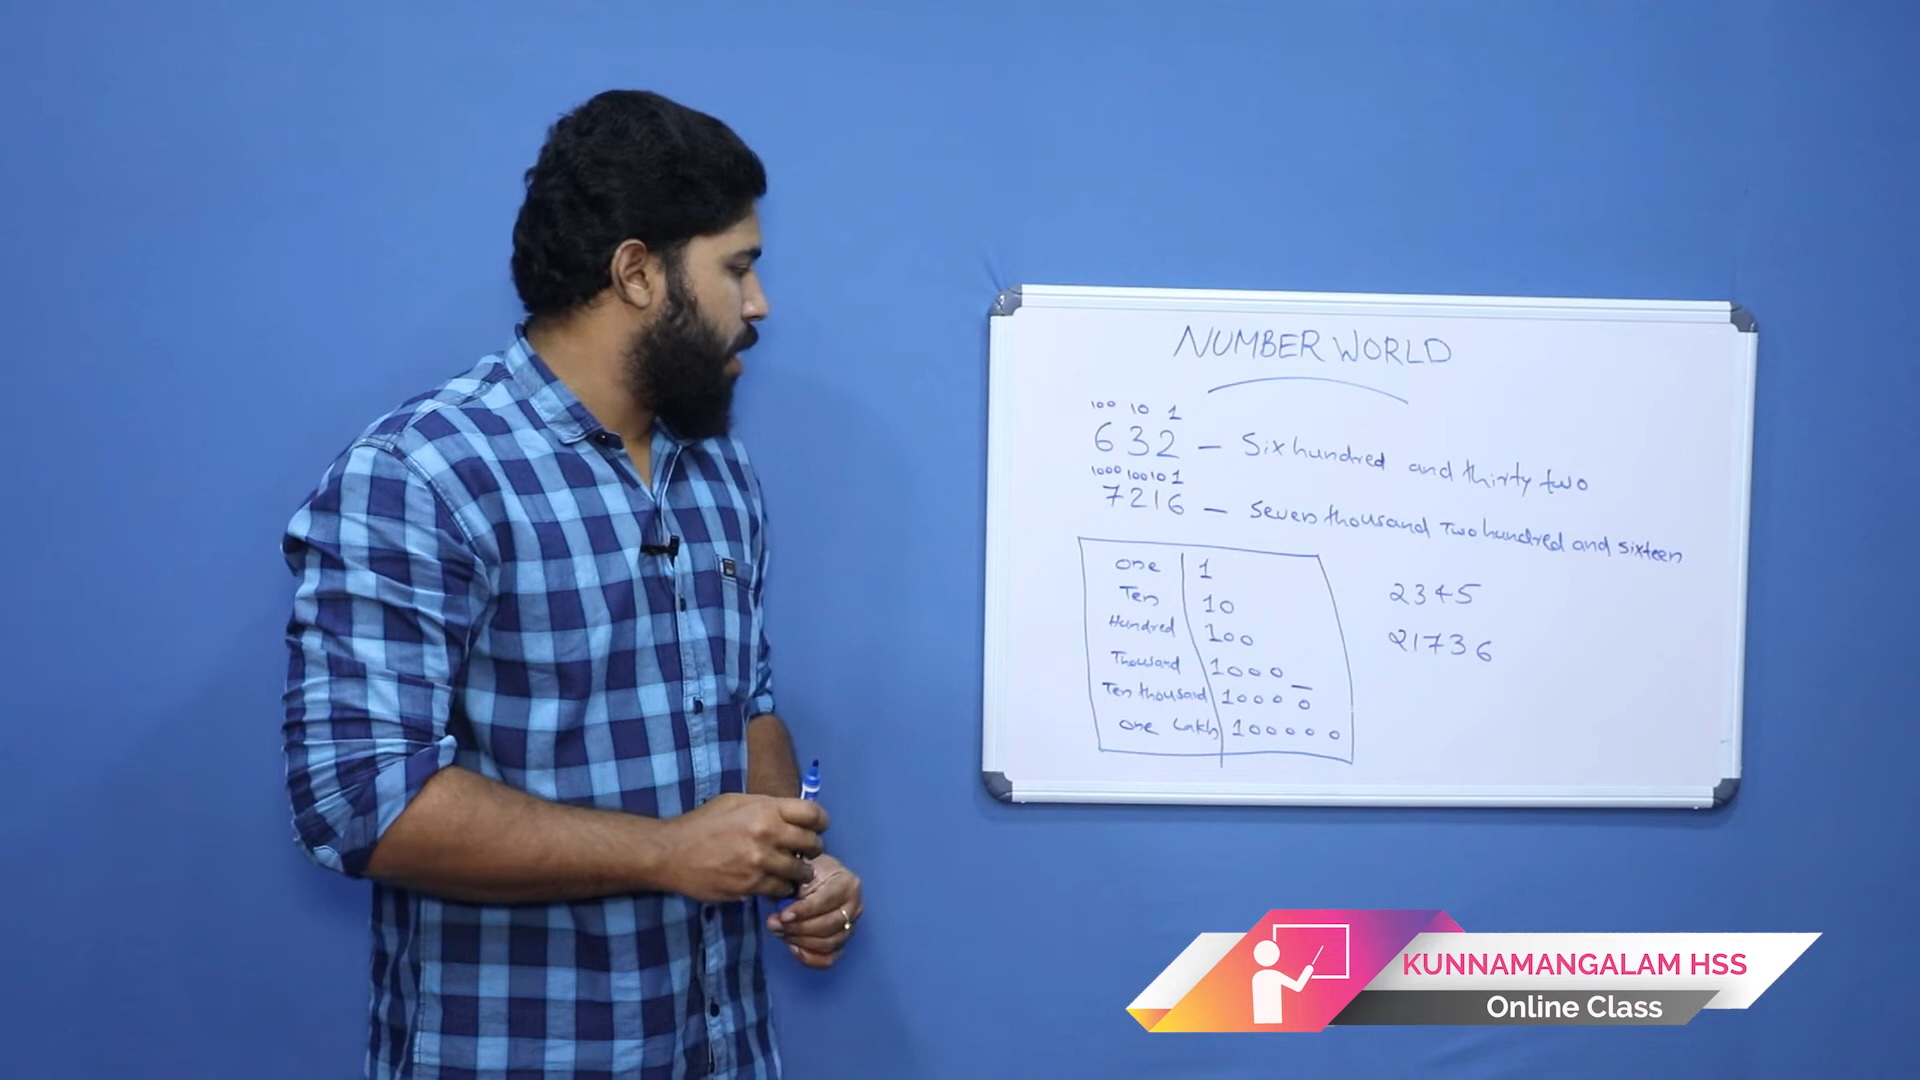 NUMBER WORLD
100 10 1
632 - Six hundred and thirty two
1000 100 10 1
7216 - Seven thousand Two hundred and sixteen
one 1
Ten 10
Hundred 100
Thousand 1000
Ten thousand 10000
one Lakh 100000
2345
21736
KUNNAMANGALAM HSS
Online Class